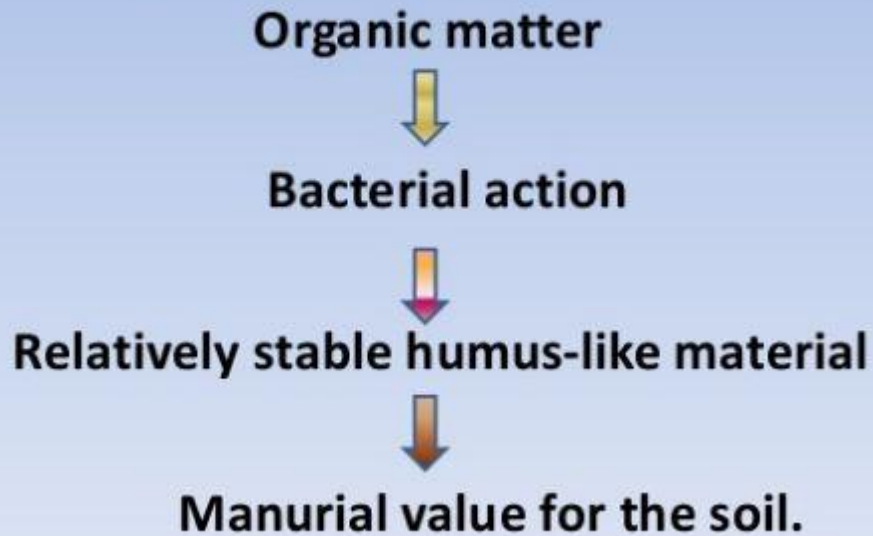 Organic matter
Bacterial action
Relatively stable humus-like material
Manurial value for the soil.